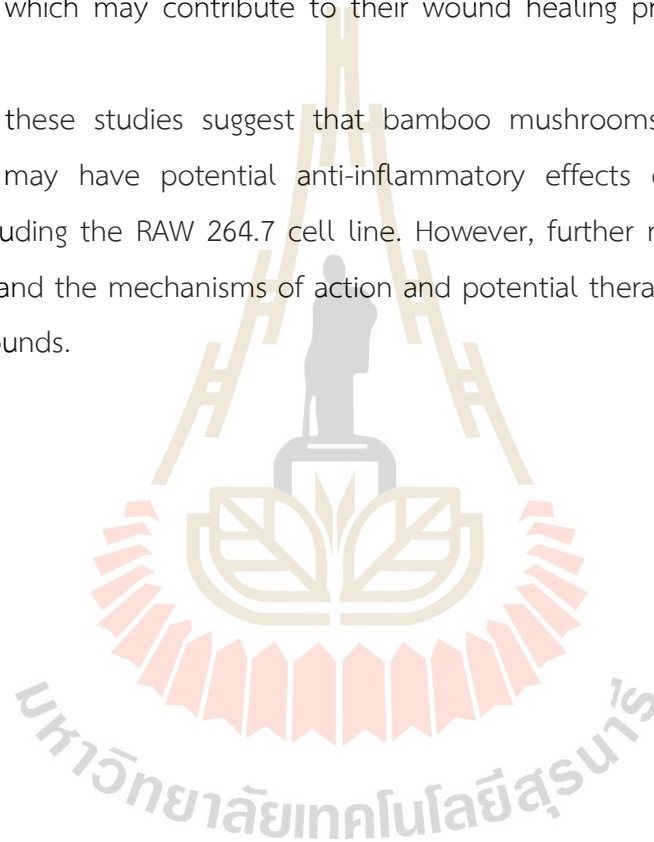 which may contribute to their wound healing pr
these studies suggest that bamboo mushrooms
may have potential anti-inflammatory effects
uding the RAW 264.7 cell line. However, further r
and the mechanisms of action and potential thera
ounds.
มหาวิทยาลัยเทคโนโลยีสุรนารี